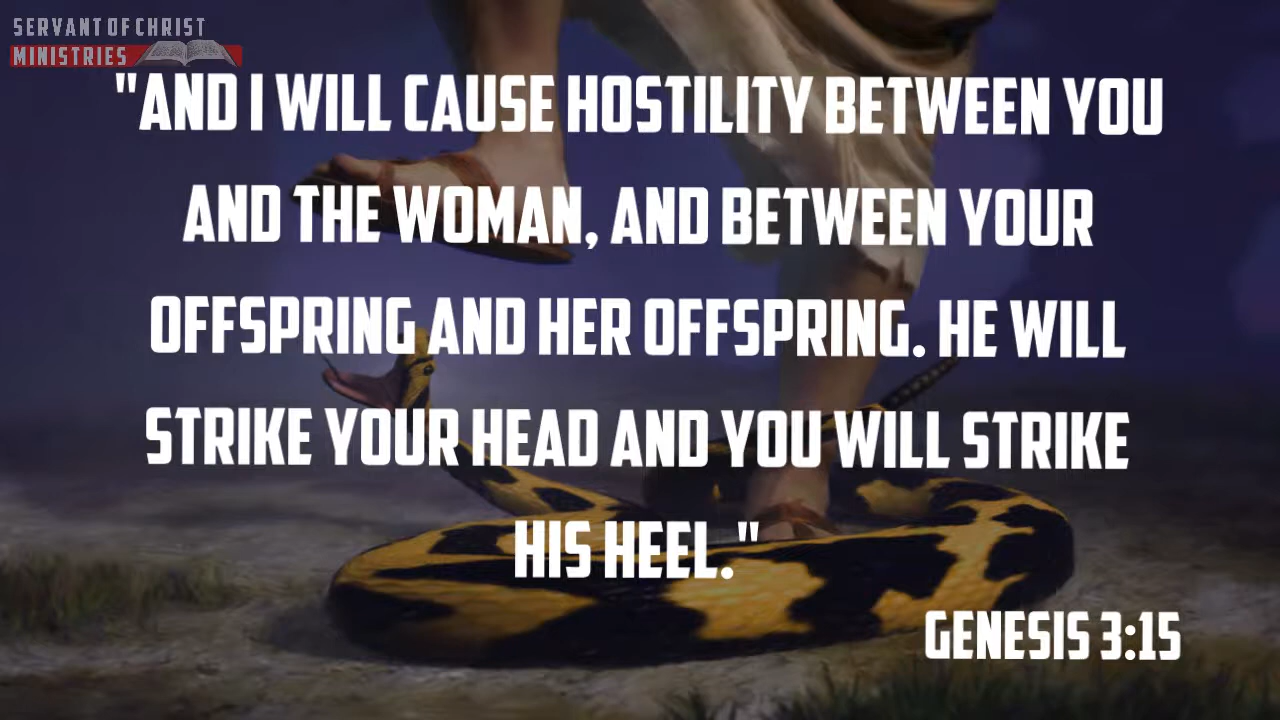 SERVANT OF CHRIST
MINISTRIES
"AND I WILL CAUSE HOSTILITY BETWEEN YOU
AND THE WOMAN, AND BETWEEN YOUR
OFFSPRING AND HER OFFSPRING. HE WILL
STRIKE YOUR HEAD AND YOU WILL STRIKE
HIS HEEL."
GENESIS 3:15